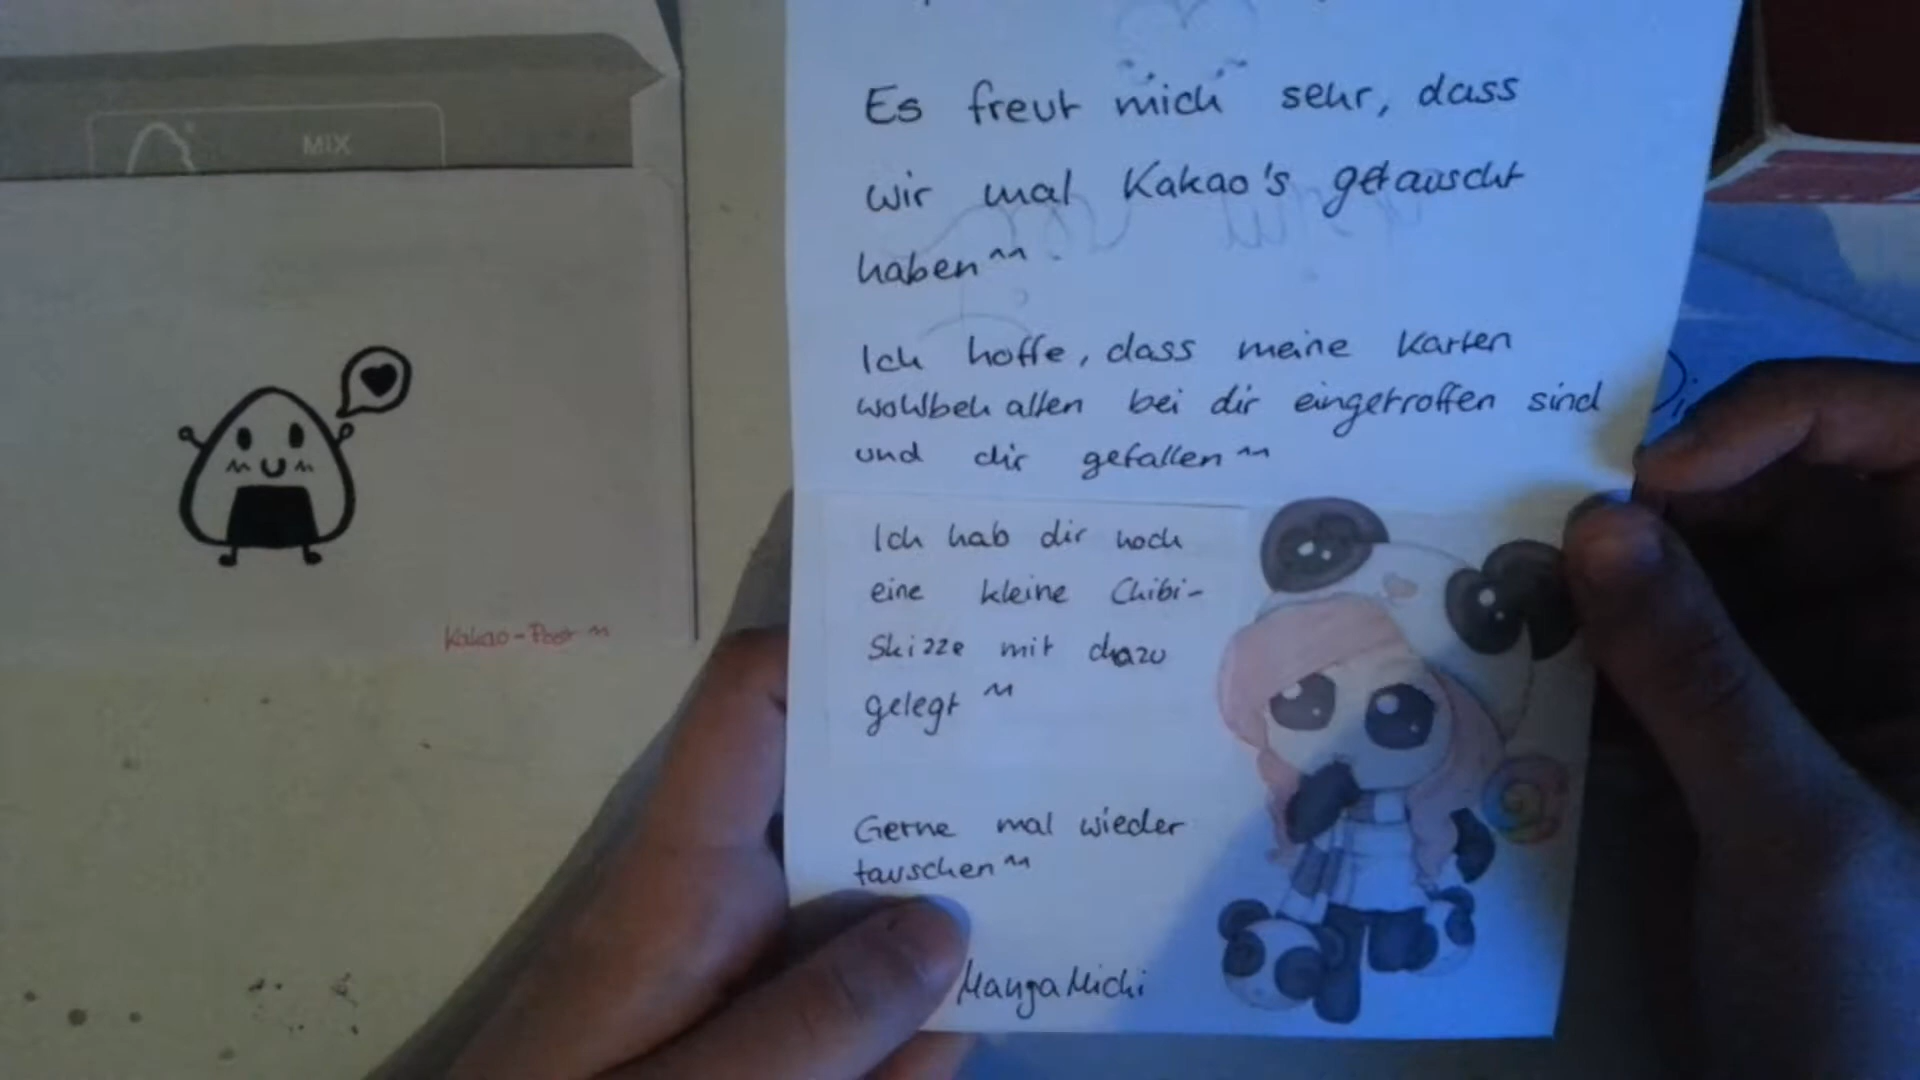 MIX
Kakao-Post ^^
Es freut mich sehr, dass
wir mal Kakao's getauscht
haben^^
Ich hoffe, dass meine Karten
wohlbehalten bei dir eingetroffen sind
und dir gefallen^^
Ich hab dir noch
eine kleine Chibi-
Skizze mit dazu
gelegt ^^
Gerne mal wieder
tauschen^^
MangaMichi